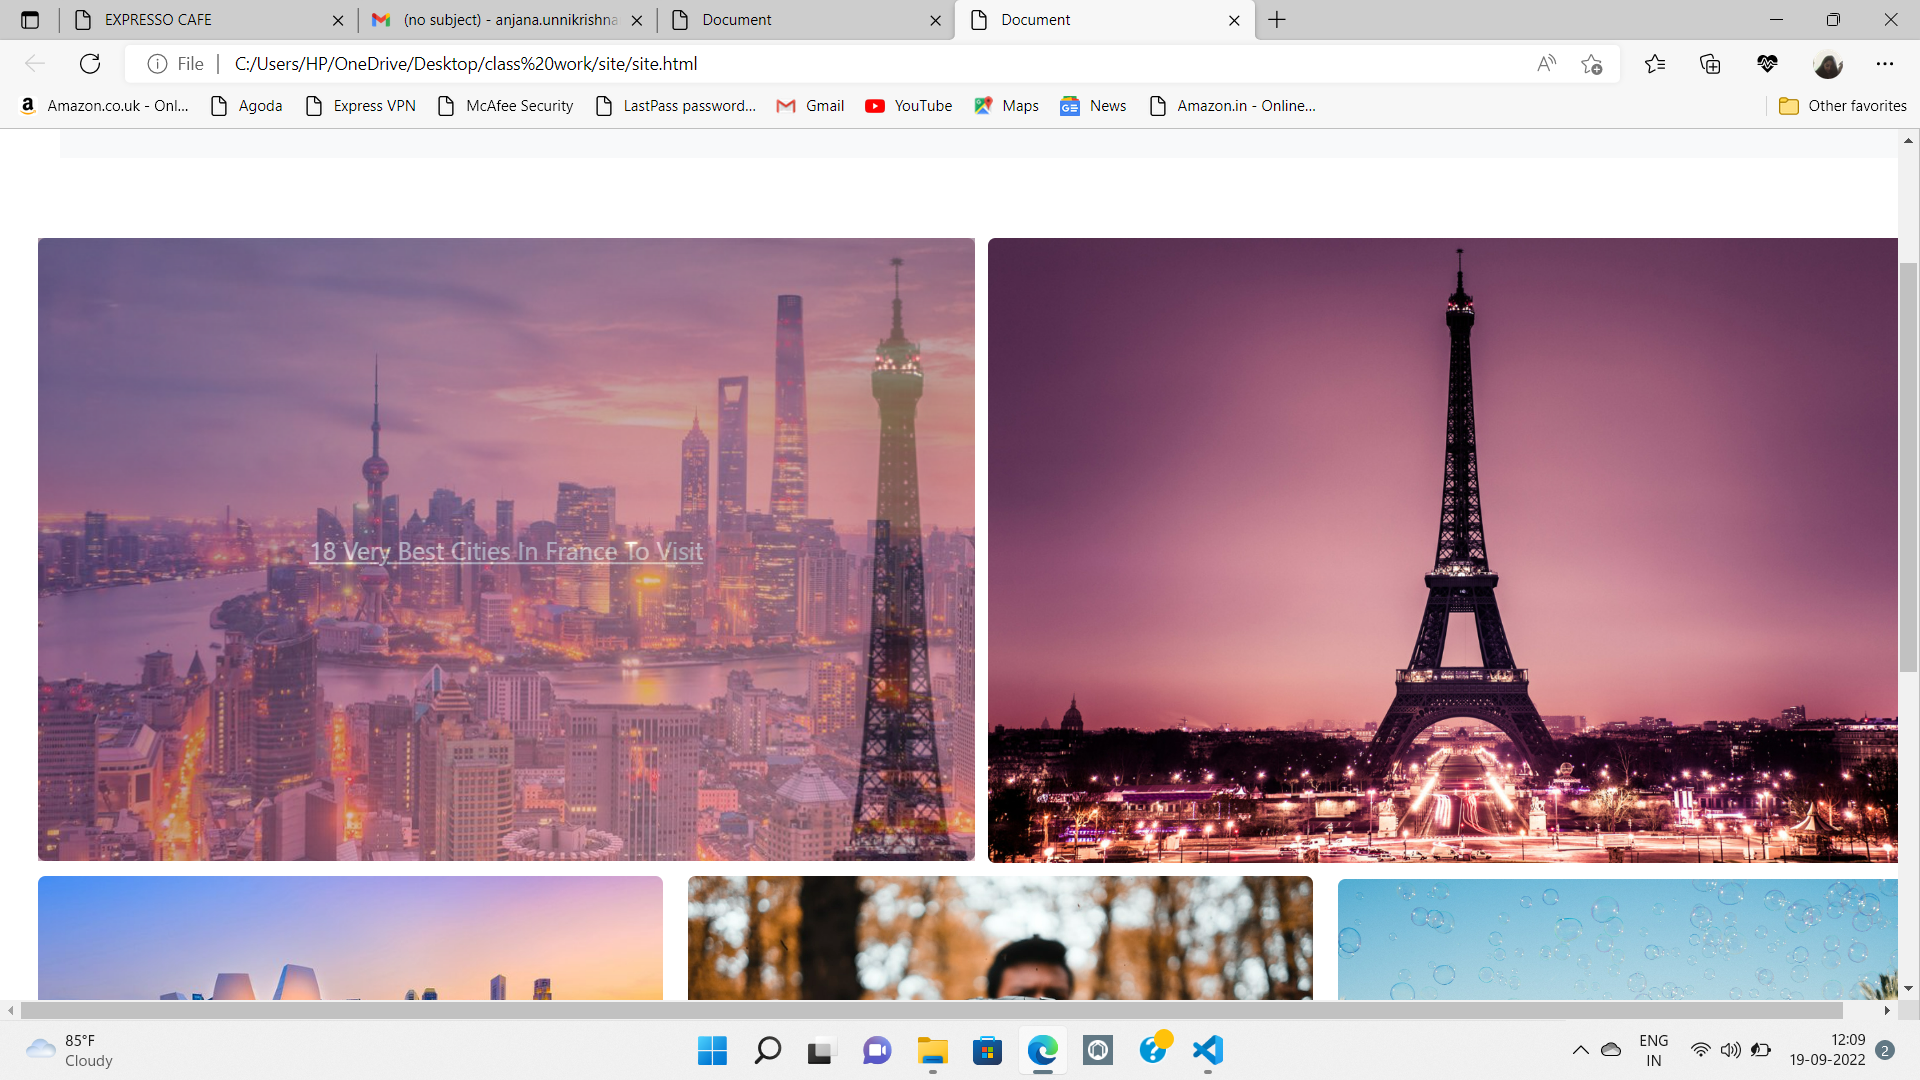 EXPRESSO CAFE
(no subject) - anjana.unnikrishna
Document
Document
File
C:/Users/HP/OneDrive/Desktop/class%20work/site/site.html
Amazon.co.uk - Onl...
Agoda
Express VPN
McAfee Security
LastPass password...
Gmail
YouTube
Maps
News
Amazon.in - Online...
Other favorites
18 Very Best Cities In France To Visit
85°F
Cloudy
ENG
IN
12:09
19-09-2022
2